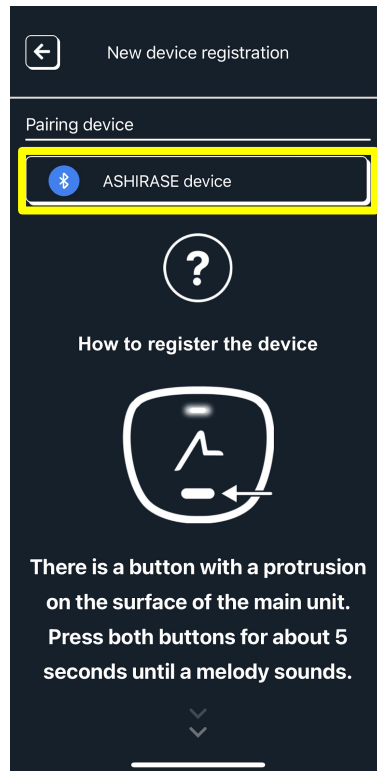 New device registration
Pairing device
ASHIRASE device
?
How to register the device
There is a button with a protrusion
on the surface of the main unit.
Press both buttons for about 5
seconds until a melody sounds.